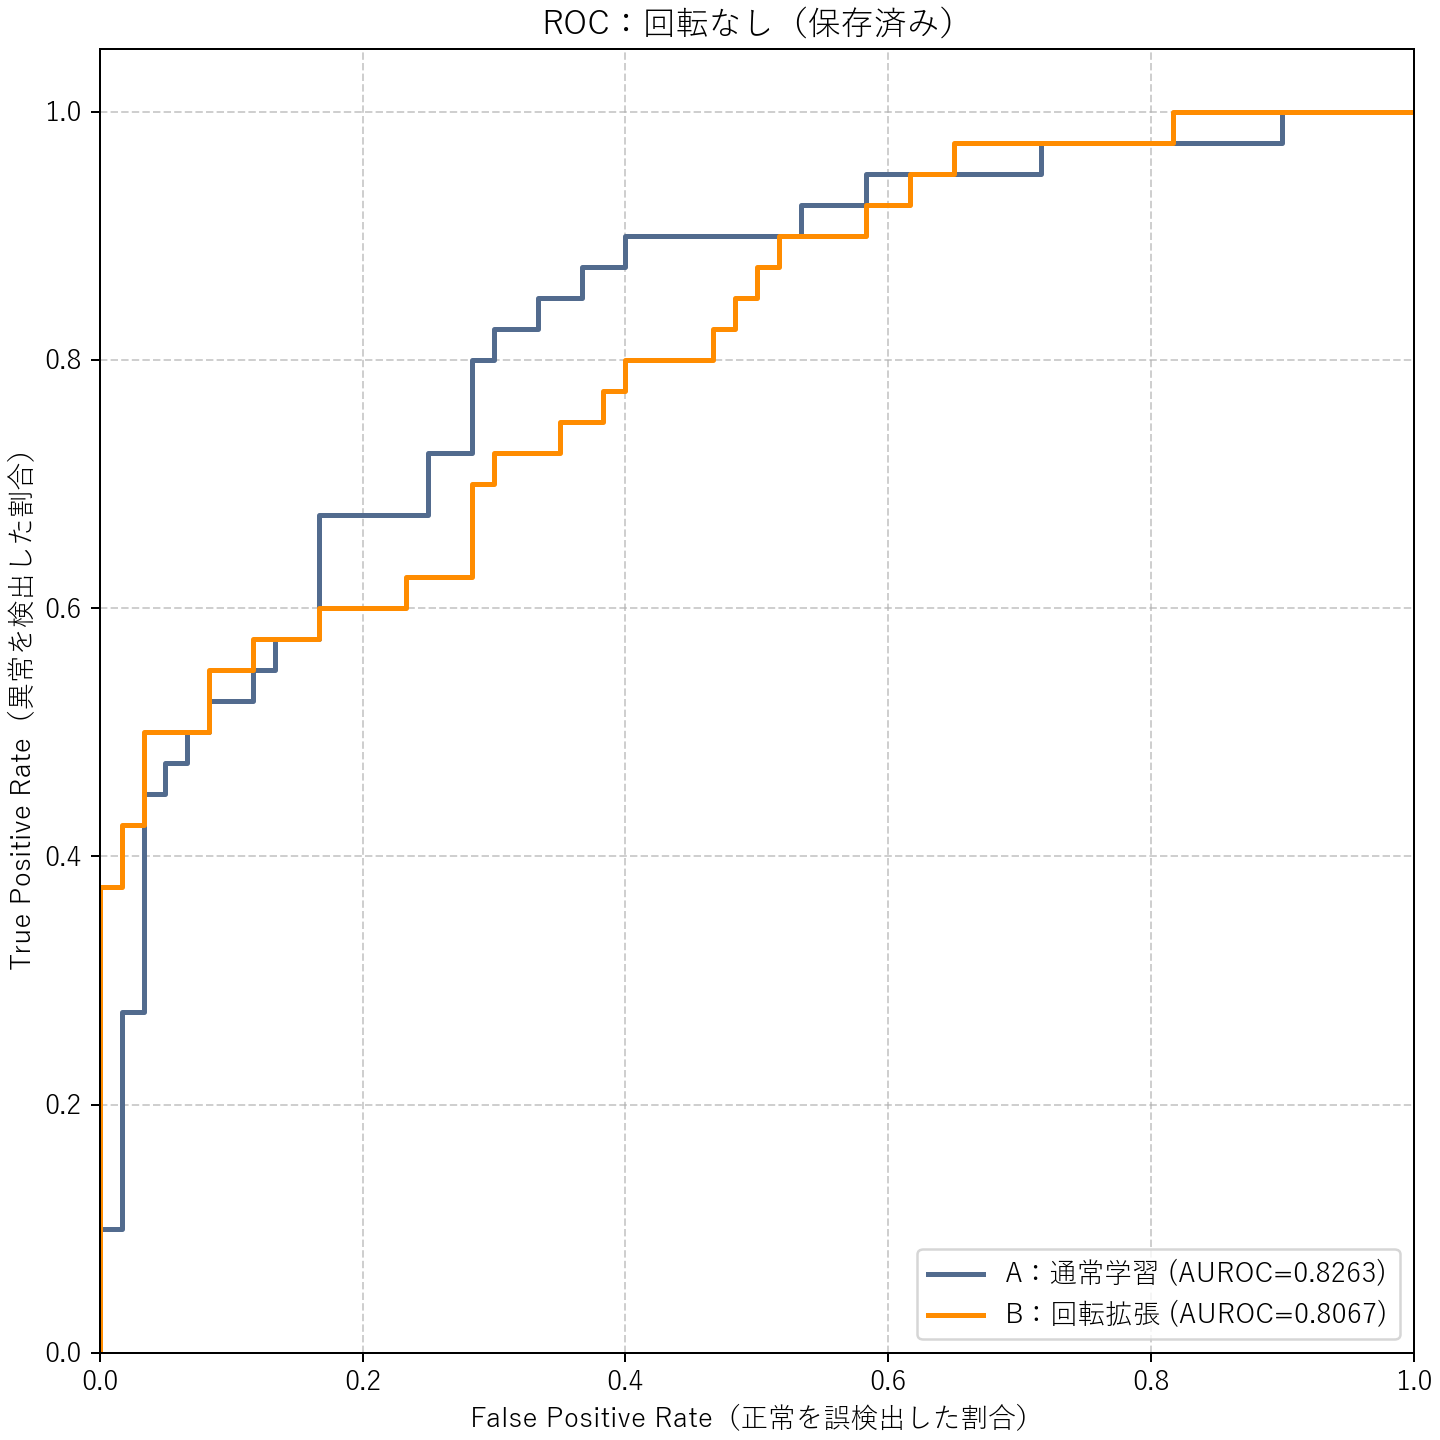 ROC：回転なし（保存済み）
True Positive Rate（異常を検出した割合）
1.0
0.8
0.6
0.4
0.2
0.0
0.0 0.2 0.4 0.6 0.8 1.0
False Positive Rate（正常を誤検出した割合）
A：通常学習 (AUROC=0.8263)
B：回転拡張 (AUROC=0.8067)